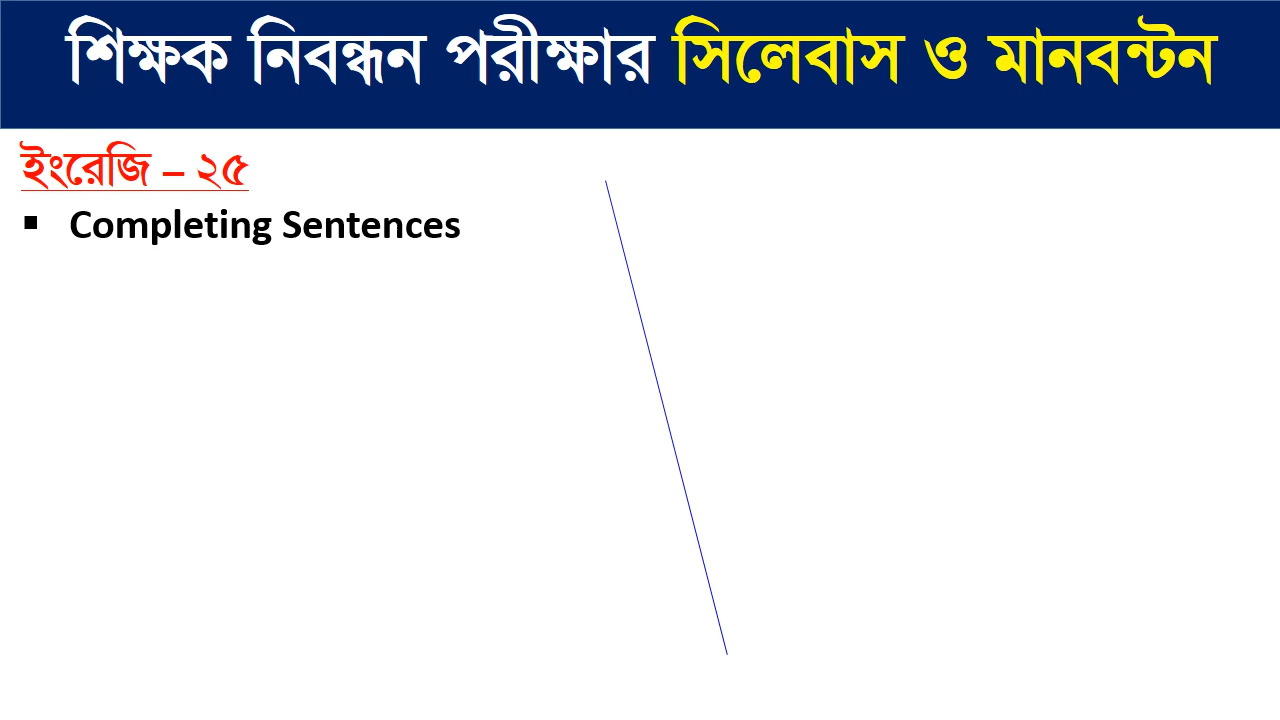 শিক্ষক নিবন্ধন পরীক্ষার সিলেবাস ও মানবন্টন
ইংরেজি – ২৫
▪ Completing Sentences